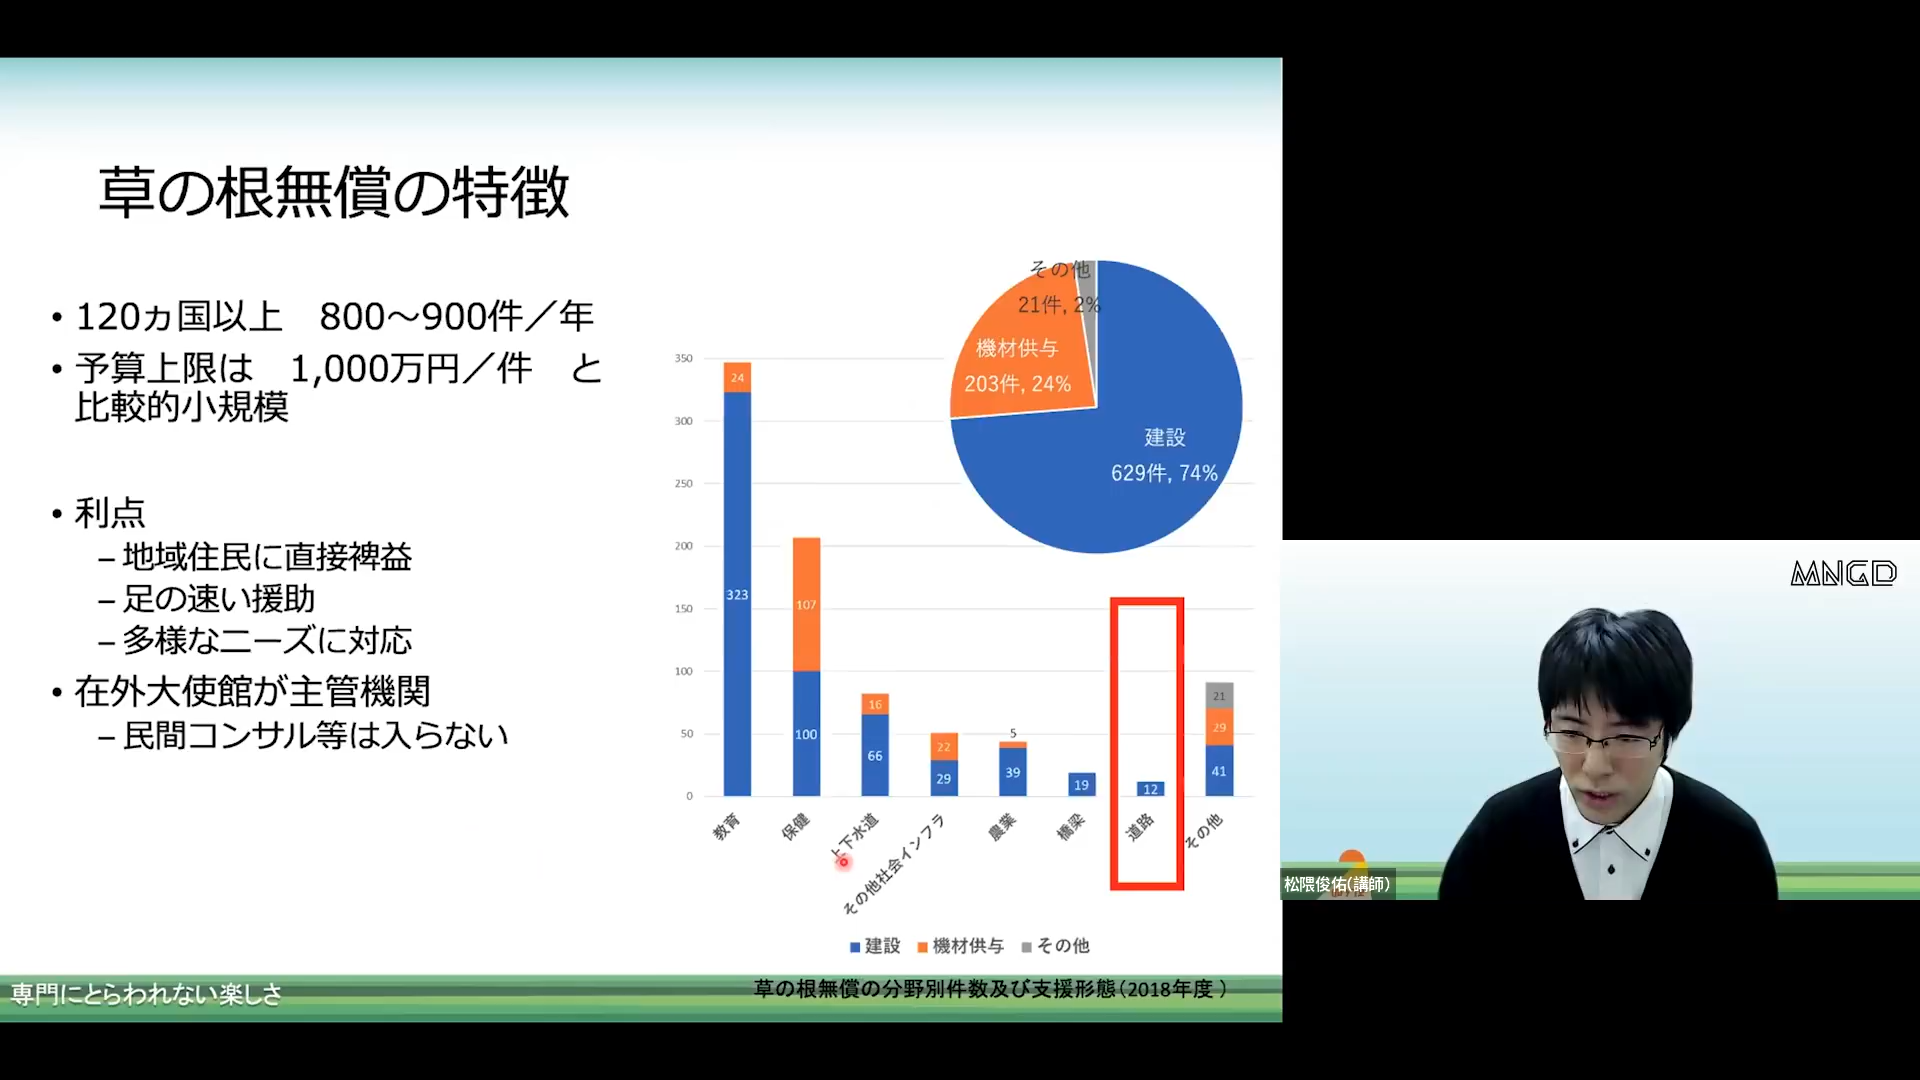 草の根無償の特徴
• 120ヵ国以上　800～900件／年
• 予算上限は　1,000万円／件　と
比較的小規模
• 利点
– 地域住民に直接裨益
– 足の速い援助
– 多様なニーズに対応
• 在外大使館が主管機関
– 民間コンサル等は入らない
その他
21件, 2%
機材供与
203件, 24%
建設
629件, 74%
350
300
250
200
150
100
50
0
24
323
107
100
16
66
22
29
5
39
19
12
21
29
41
教育
保健
上下水道
その他社会インフラ
農業
橋梁
道路
その他
建設 機材供与 その他
草の根無償の分野別件数及び支援形態（2018年度 ）
専門にとらわれない楽しさ
MNGD
松隈俊佑(講師)